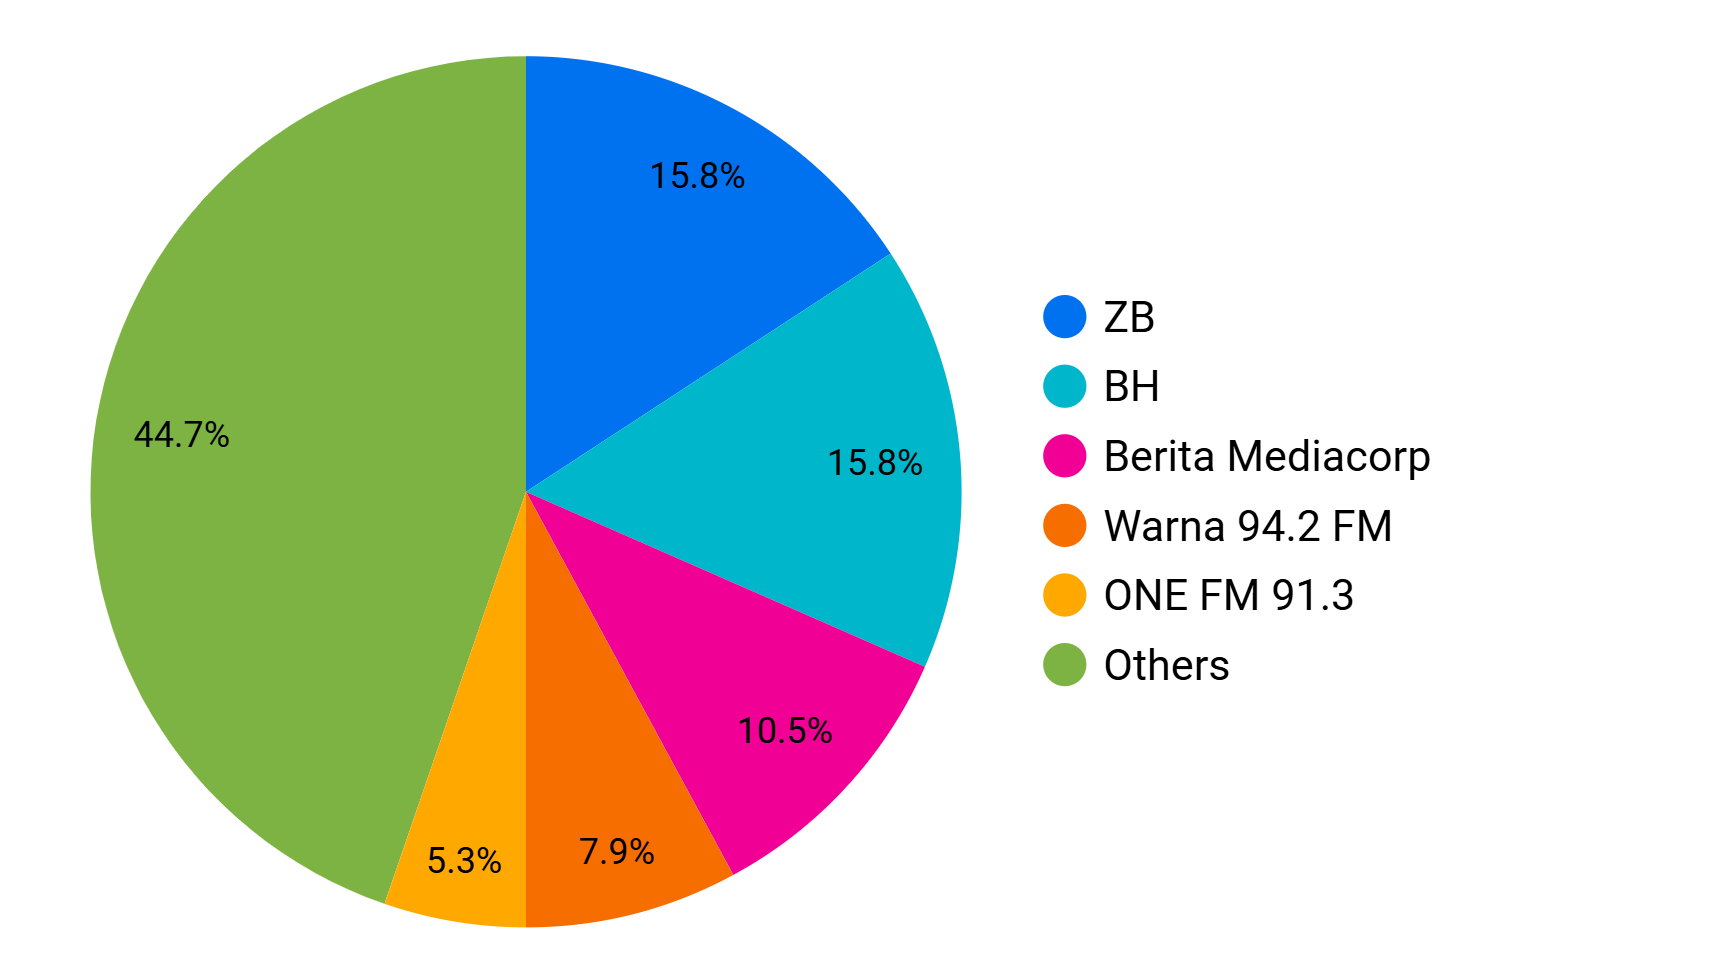 15.8%
15.8%
10.5%
7.9%
5.3%
44.7%
ZB
BH
Berita Mediacorp
Warna 94.2 FM
ONE FM 91.3
Others